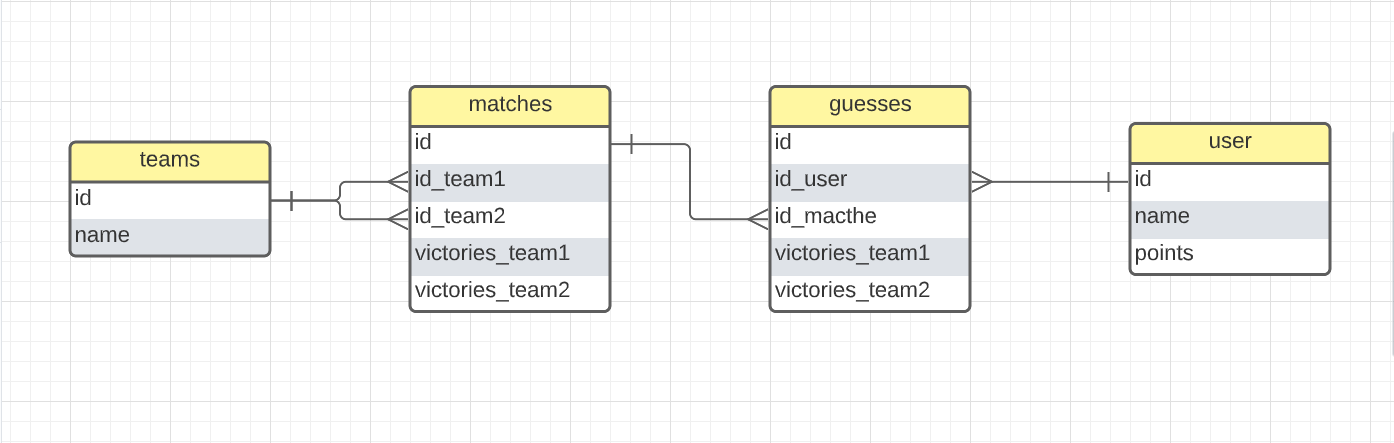 teams
id
name
matches
id
id_team1
id_team2
victories_team1
victories_team2
guesses
id
id_user
id_macthe
victories_team1
victories_team2
user
id
name
points